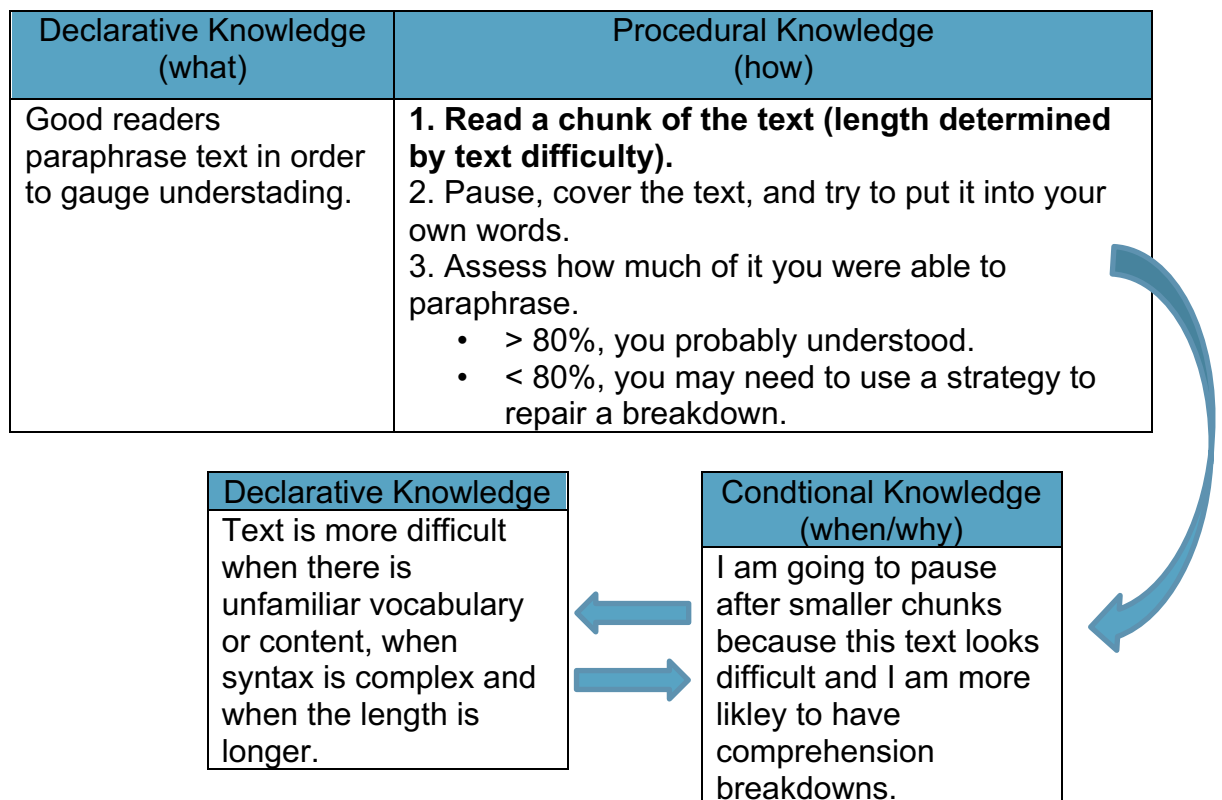 Declarative Knowledge
(what)
Procedural Knowledge
(how)
Good readers
paraphrase text in order
to gauge understading.
1. Read a chunk of the text (length determined
by text difficulty).
2. Pause, cover the text, and try to put it into your
own words.
3. Assess how much of it you were able to
paraphrase.
• > 80%, you probably understood.
• < 80%, you may need to use a strategy to
repair a breakdown.
Declarative Knowledge
Text is more difficult
when there is
unfamiliar vocabulary
or content, when
syntax is complex and
when the length is
longer.
Condtional Knowledge
(when/why)
I am going to pause
after smaller chunks
because this text looks
difficult and I am more
likley to have
comprehension
breakdowns.